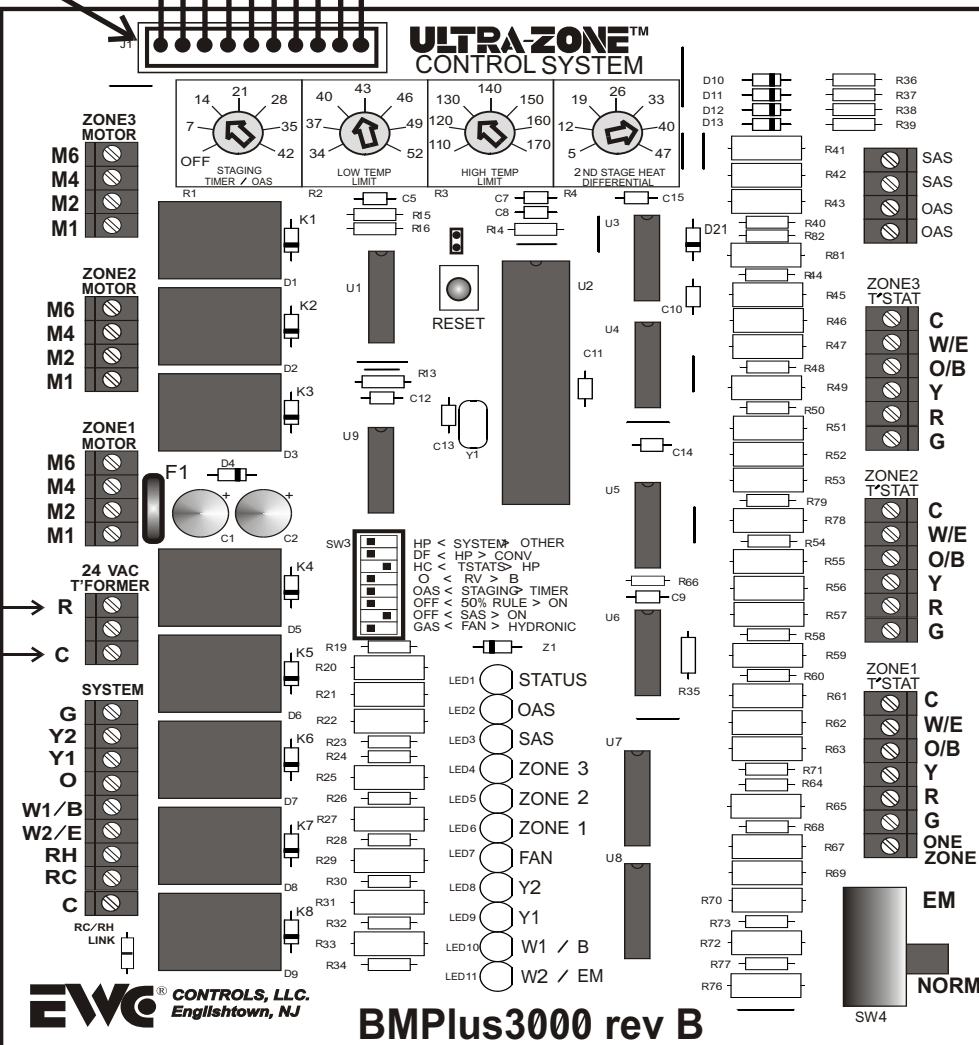 J1
ULTRA-ZONE™
CONTROL SYSTEM
7 14 21 28 35 42 OFF
STAGING
TIMER / OAS
34 37 40 43 46 49 52
LOW TEMP
LIMIT
110 120 130 140 150 160 170
HIGH TEMP
LIMIT
5 12 19 26 33 40 47
2 ND STAGE HEAT
DIFFERENTIAL
R1
R2
R3
R4
D10
D11
D12
D13
R36
R37
R38
R39
ZONE3
MOTOR
M6
M4
M2
M1
ZONE2
MOTOR
M6
M4
M2
M1
ZONE1
MOTOR
M6
M4
M2
M1
24 VAC
T'FORMER
R
C
SYSTEM
G
Y2
Y1
O
W1/B
W2/E
RH
RC
C
RC/RH
LINK
K1
D1
K2
D2
K3
D3
F1
D4
+
C1
+
C2
K4
D5
K5
D6
K6
D7
K7
D8
K8
D9
C5
R15
R16
U1
RESET
C7
C8
R14
U2
C15
U3
D21
C10
U4
C11
R13
C12
U9
C13
Y1
C14
U5
R66
C9
U6
R35
U7
U8
SW3
HP < SYSTEM> OTHER
DF < HP > CONV
HC < TSTATS> HP
O < RV > B
OAS < STAGING> TIMER
OFF < 50% RULE > ON
OFF < SAS > ON
GAS < FAN > HYDRONIC
R19
R20
R21
R22
R23
R24
R25
R26
R27
R28
R29
R30
R31
R32
R33
R34
Z1
LED1 STATUS
LED2 OAS
LED3 SAS
LED4 ZONE 3
LED5 ZONE 2
LED6 ZONE 1
LED7 FAN
LED8 Y2
LED9 Y1
LED10 W1 / B
LED11 W2 / EM
R41
R42
R43
R40
R82
R81
R44
R45
R46
R47
R48
R49
R50
R51
R52
R53
R79
R78
R54
R55
R56
R57
R58
R59
R60
R61
R62
R63
R71
R64
R65
R68
R67
R69
R70
R73
R72
R77
R76
SAS
SAS
OAS
OAS
ZONE3
T'STAT
C
W/E
O/B
Y
R
G
ZONE2
T'STAT
C
W/E
O/B
Y
R
G
ZONE1
T'STAT
C
W/E
O/B
Y
R
G
ONE
ZONE
EM
NORM
SW4
EWC® CONTROLS, LLC.
Englishtown, NJ
BMPlus3000 rev B